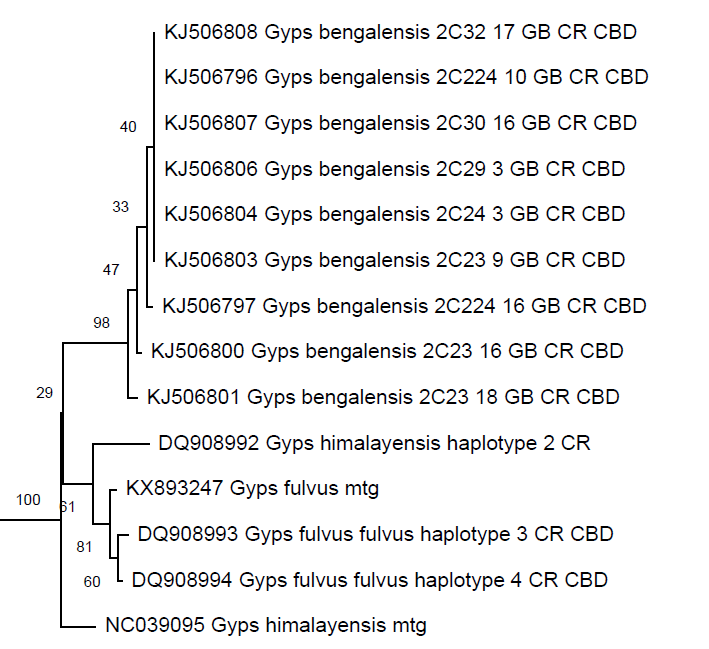 KJ506808 Gyps bengalensis 2C32 17 GB CR CBD
KJ506796 Gyps bengalensis 2C224 10 GB CR CBD
40
KJ506807 Gyps bengalensis 2C30 16 GB CR CBD
KJ506806 Gyps bengalensis 2C29 3 GB CR CBD
33
KJ506804 Gyps bengalensis 2C24 3 GB CR CBD
47
KJ506803 Gyps bengalensis 2C23 9 GB CR CBD
KJ506797 Gyps bengalensis 2C224 16 GB CR CBD
98
KJ506800 Gyps bengalensis 2C23 16 GB CR CBD
29
KJ506801 Gyps bengalensis 2C23 18 GB CR CBD
DQ908992 Gyps himalayensis haplotype 2 CR
100
KX893247 Gyps fulvus mtg
61
DQ908993 Gyps fulvus fulvus haplotype 3 CR CBD
81
60
DQ908994 Gyps fulvus fulvus haplotype 4 CR CBD
NC039095 Gyps himalayensis mtg